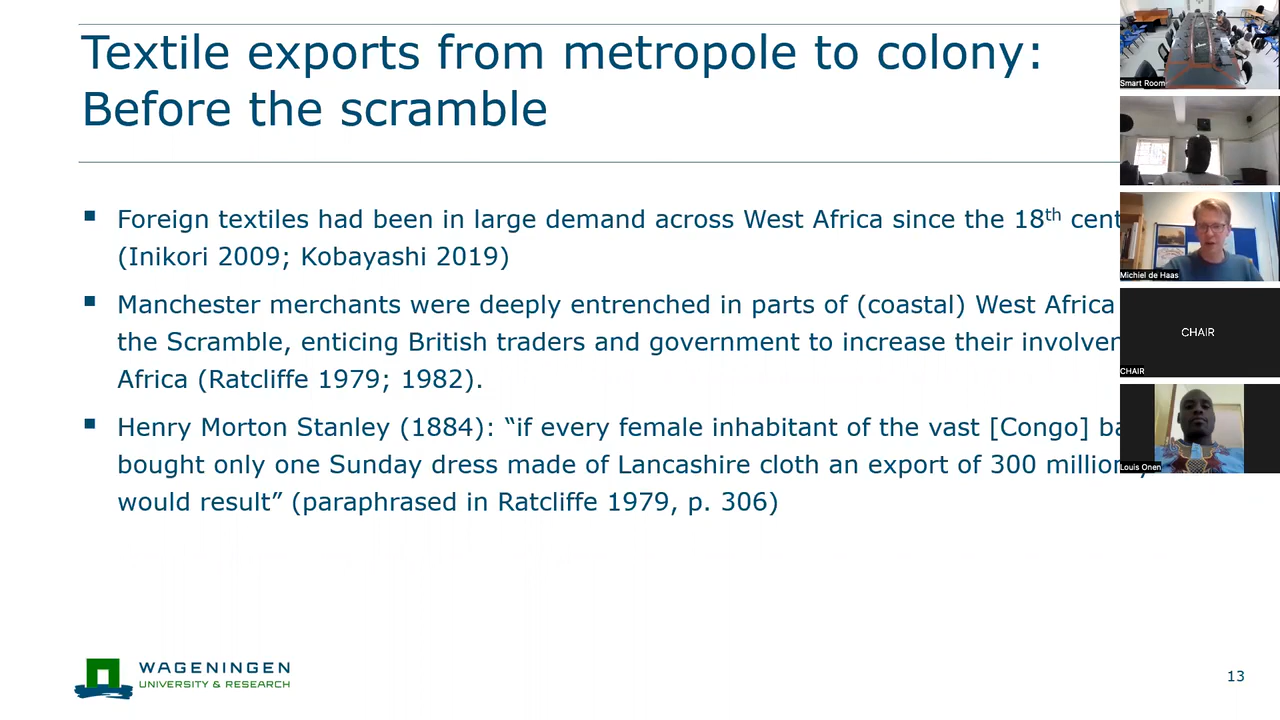 Textile exports from metropole to colony:
Before the scramble
Foreign textiles had been in large demand across West Africa since the 18th cent
(Inikori 2009; Kobayashi 2019)
Manchester merchants were deeply entrenched in parts of (coastal) West Africa
the Scramble, enticing British traders and government to increase their involve
Africa (Ratcliffe 1979; 1982).
Henry Morton Stanley (1884): “if every female inhabitant of the vast [Congo] ba
bought only one Sunday dress made of Lancashire cloth an export of 300 million
would result” (paraphrased in Ratcliffe 1979, p. 306)
WAGENINGEN
UNIVERSITY & RESEARCH
13
Smart Room
Michiel de Haas
CHAIR
CHAIR
Louis Onen